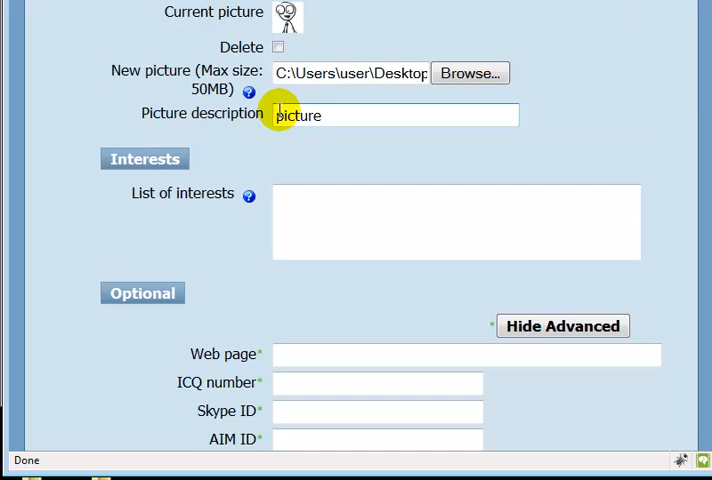 Current picture
Delete
New picture (Max size: C:\Users\user\Desktop Browse...
50MB)
Picture description picture
Interests
List of interests
Optional
* Hide Advanced
Web page*
ICQ number*
Skype ID*
AIM ID*
Done